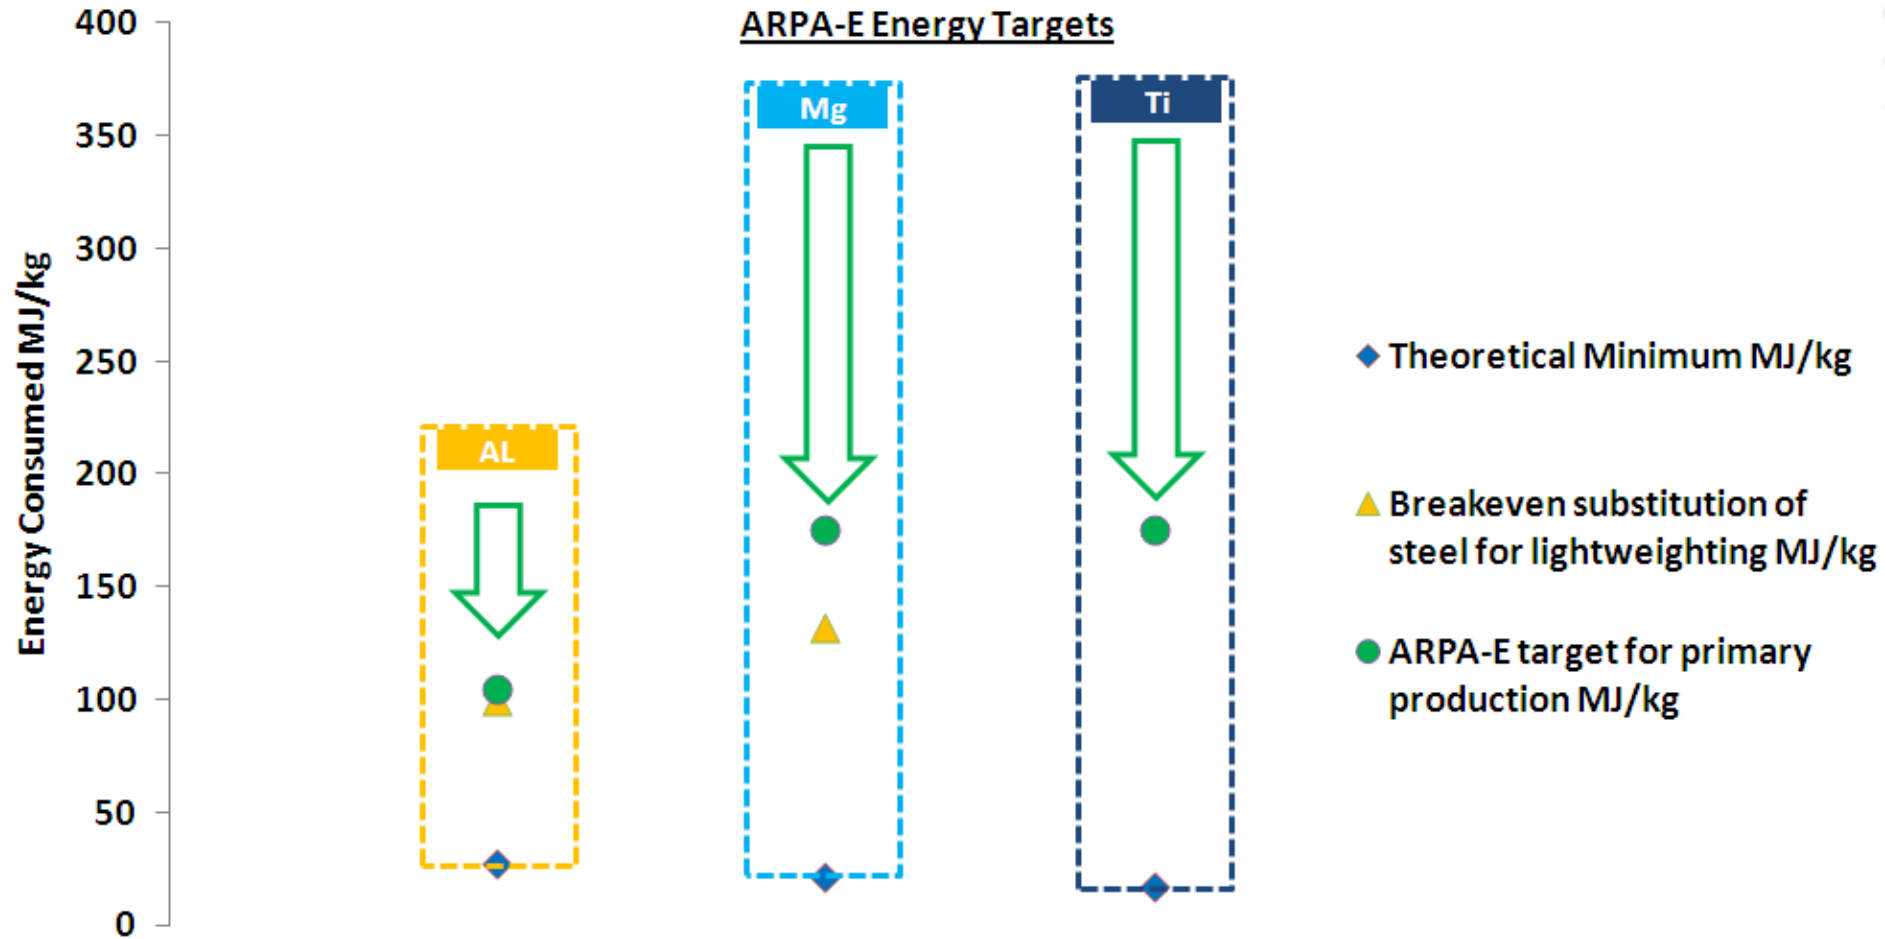 ARPA-E Energy Targets
400
350
300
250
200
150
100
50
0
Energy Consumed MJ/kg
AL
Mg
Ti
Theoretical Minimum MJ/kg
Breakeven substitution of
steel for lightweighting MJ/kg
ARPA-E target for primary
production MJ/kg